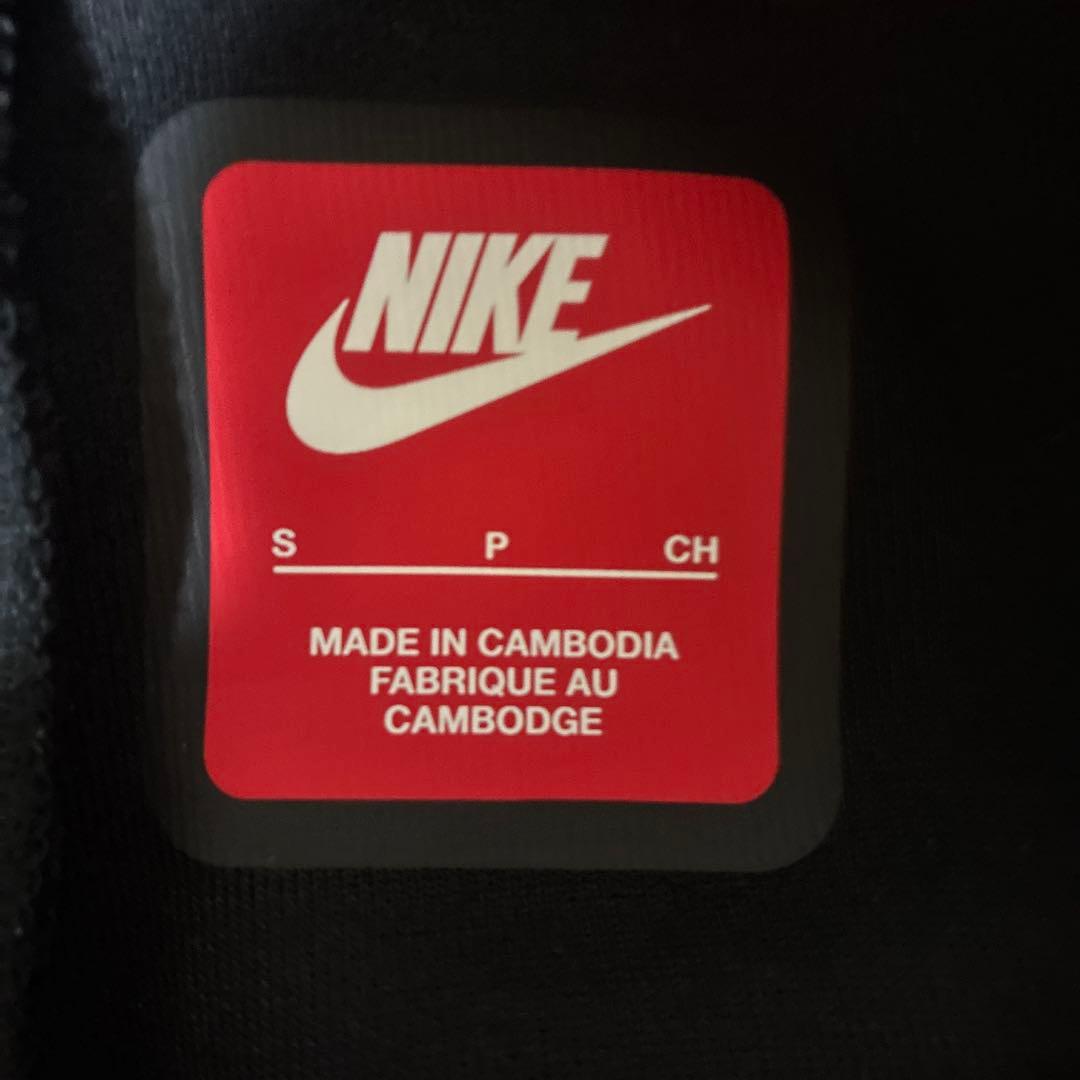 NIKE
S P CH
MADE IN CAMBODIA
FABRIQUE AU
CAMBODGE